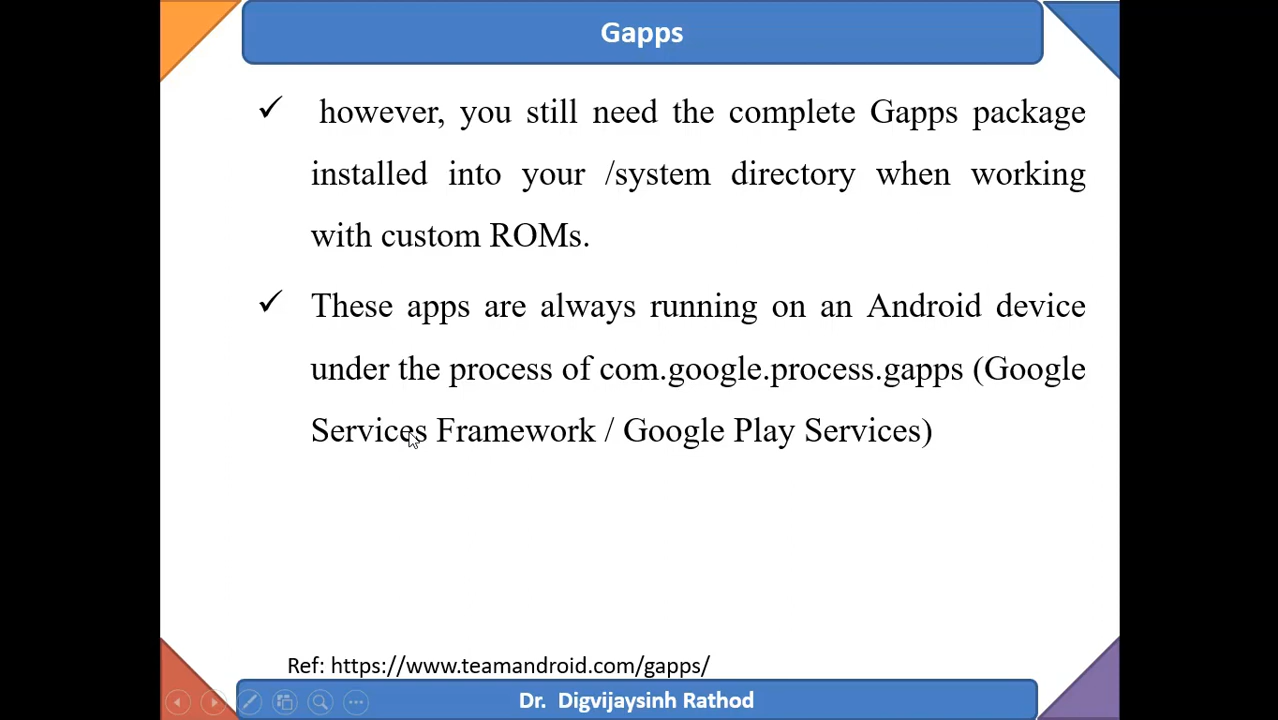 Gapps
✓ however, you still need the complete Gapps package
installed into your /system directory when working
with custom ROMs.
✓ These apps are always running on an Android device
under the process of com.google.process.gapps (Google
Services Framework / Google Play Services)
Ref: https://www.teamandroid.com/gapps/
Dr. Digvijaysinh Rathod